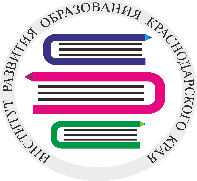 ИНСТИТУТ РАЗВИТИЯ ОБРАЗОВАНИЯ КРАСНОДАРСКОГО КРАЯ